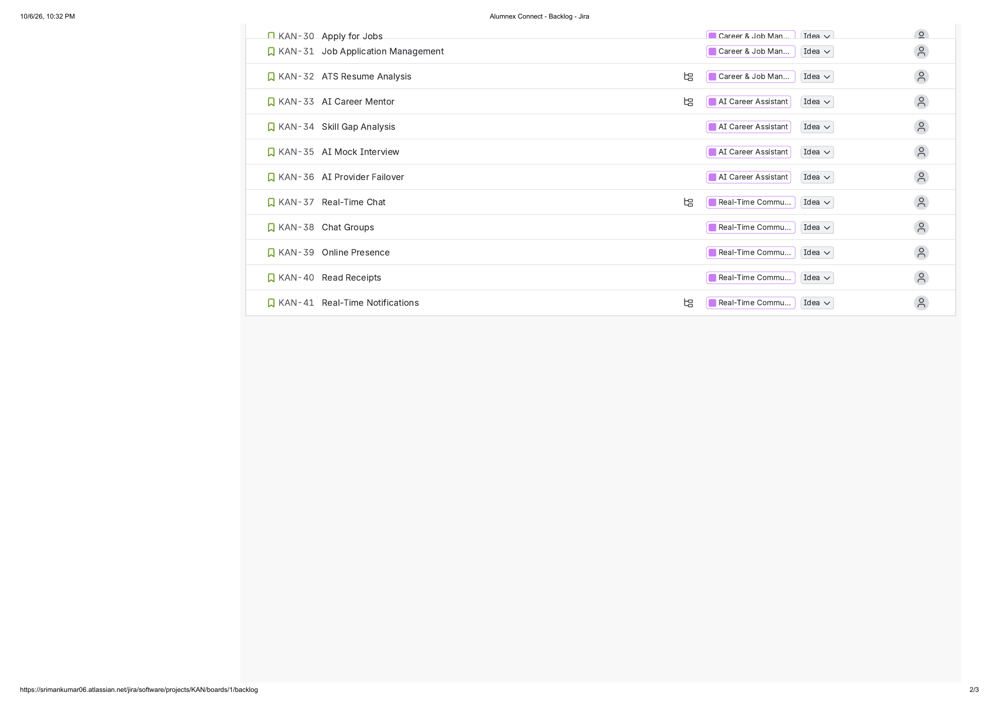 10/6/26, 10:32 PM Alumnex Connect - Backlog - Jira
KAN-30 Apply for Jobs Career & Job Man... Idea
KAN-31 Job Application Management Career & Job Man... Idea
KAN-32 ATS Resume Analysis Career & Job Man... Idea
KAN-33 AI Career Mentor AI Career Assistant Idea
KAN-34 Skill Gap Analysis AI Career Assistant Idea
KAN-35 AI Mock Interview AI Career Assistant Idea
KAN-36 AI Provider Failover AI Career Assistant Idea
KAN-37 Real-Time Chat Real-Time Commu... Idea
KAN-38 Chat Groups Real-Time Commu... Idea
KAN-39 Online Presence Real-Time Commu... Idea
KAN-40 Read Receipts Real-Time Commu... Idea
KAN-41 Real-Time Notifications Real-Time Commu... Idea
https://srimankumar06.atlassian.net/jira/software/projects/KAN/boards/1/backlog 2/3